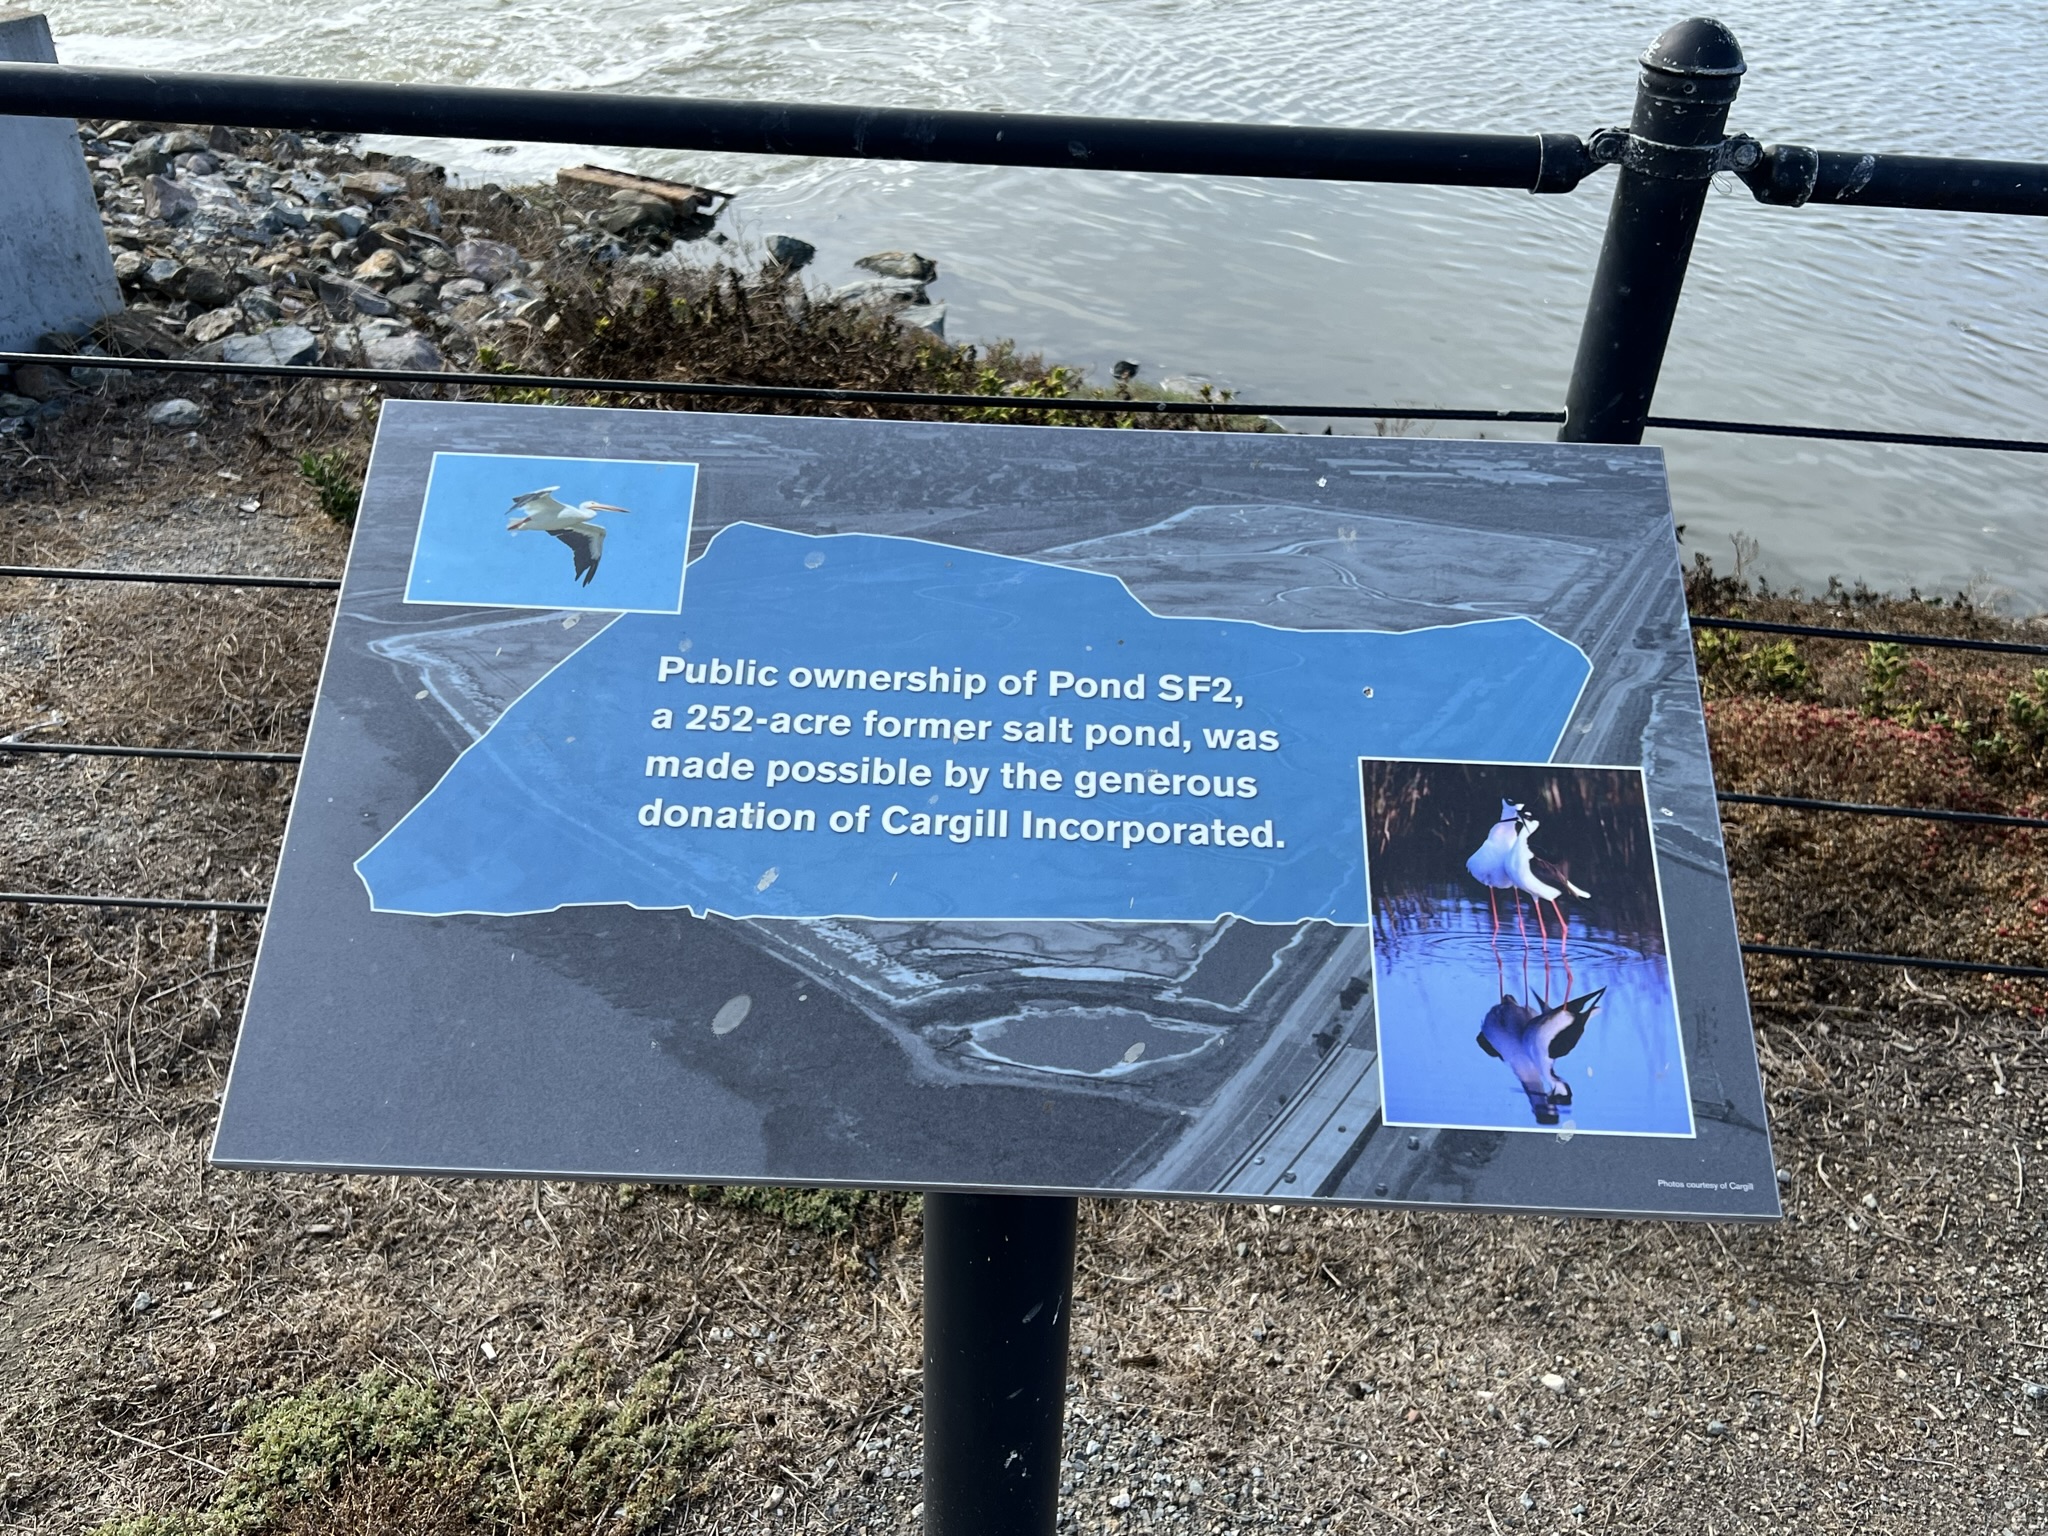 Public ownership of Pond SF2,
a 252-acre former salt pond, was
made possible by the generous
donation of Cargill Incorporated.
Photos courtesy of Cargill